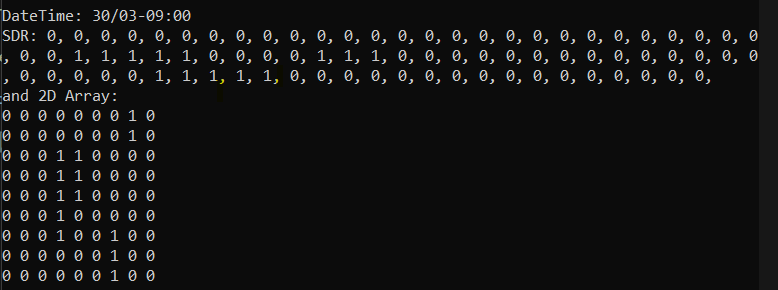 DateTime: 30/03-09:00
SDR: 0, 0, 0, 0, 0, 0, 0, 0, 0, 0, 0, 0, 0, 0, 0, 0, 0, 0, 0, 0, 0, 0, 0, 0, 0, 0, 0
, 0, 0, 1, 1, 1, 1, 1, 0, 0, 0, 0, 1, 1, 1, 0, 0, 0, 0, 0, 0, 0, 0, 0, 0, 0, 0, 0, 0
, 0, 0, 0, 0, 0, 1, 1, 1, 1, 1, 0, 0, 0, 0, 0, 0, 0, 0, 0, 0, 0, 0, 0, 0, 0, 0,
and 2D Array:
0 0 0 0 0 0 0 1 0
0 0 0 0 0 0 0 1 0
0 0 0 1 1 0 0 0 0
0 0 0 1 1 0 0 0 0
0 0 0 1 1 0 0 0 0
0 0 0 1 0 0 0 0 0
0 0 0 1 0 0 1 0 0
0 0 0 0 0 0 1 0 0
0 0 0 0 0 0 1 0 0